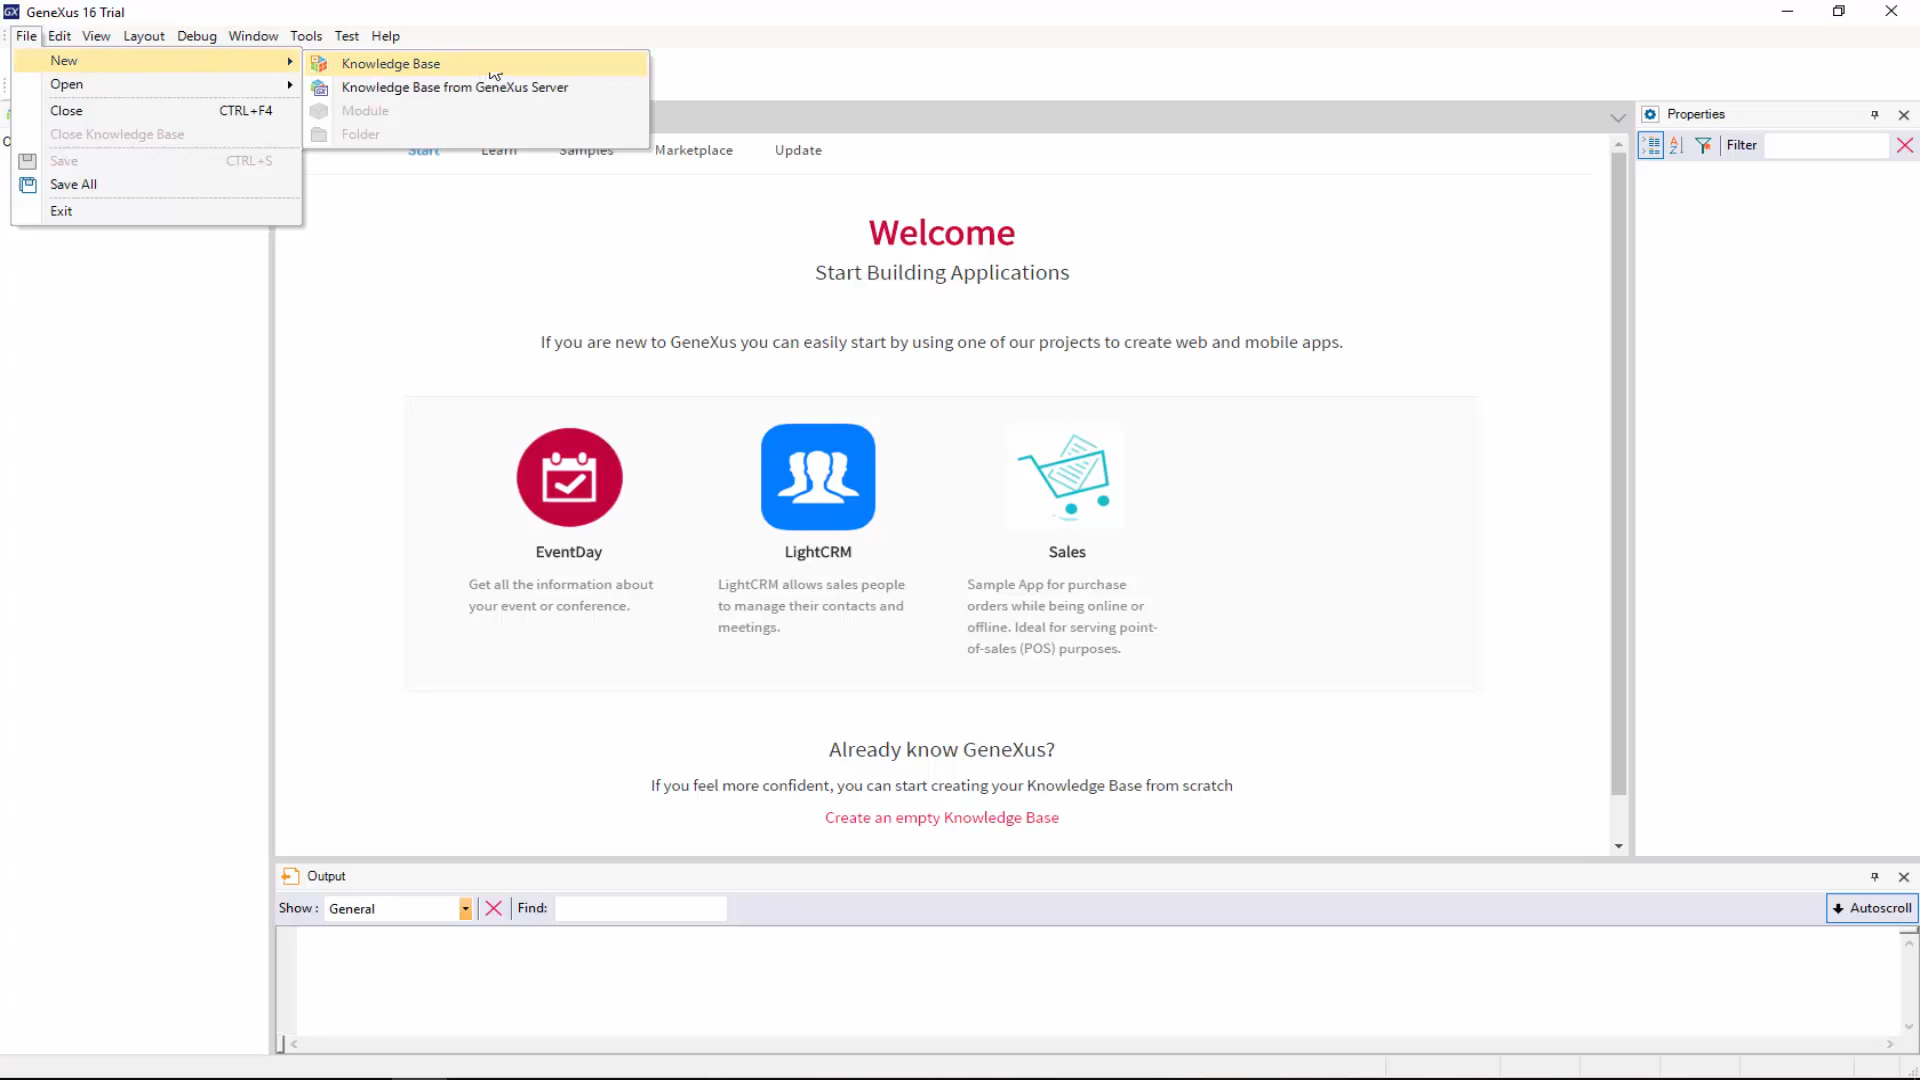 GX GeneXus 16 Trial
File Edit View Layout Debug Window Tools Test Help
New
Open
Close CTRL+F4
Close Knowledge Base
Save CTRL+S
Save All
Exit
Knowledge Base
Knowledge Base from GeneXus Server
Module
Folder
Start Learn Samples Marketplace Update
Welcome
Start Building Applications
If you are new to GeneXus you can easily start by using one of our projects to create web and mobile apps.
EventDay
Get all the information about
your event or conference.
LightCRM
LightCRM allows sales people
to manage their contacts and
meetings.
Sales
Sample App for purchase
orders while being online or
offline. Ideal for serving point-
of-sales (POS) purposes.
Already know GeneXus?
If you feel more confident, you can start creating your Knowledge Base from scratch
Create an empty Knowledge Base
Properties
Filter
Output
Show : General Find:
Autoscroll